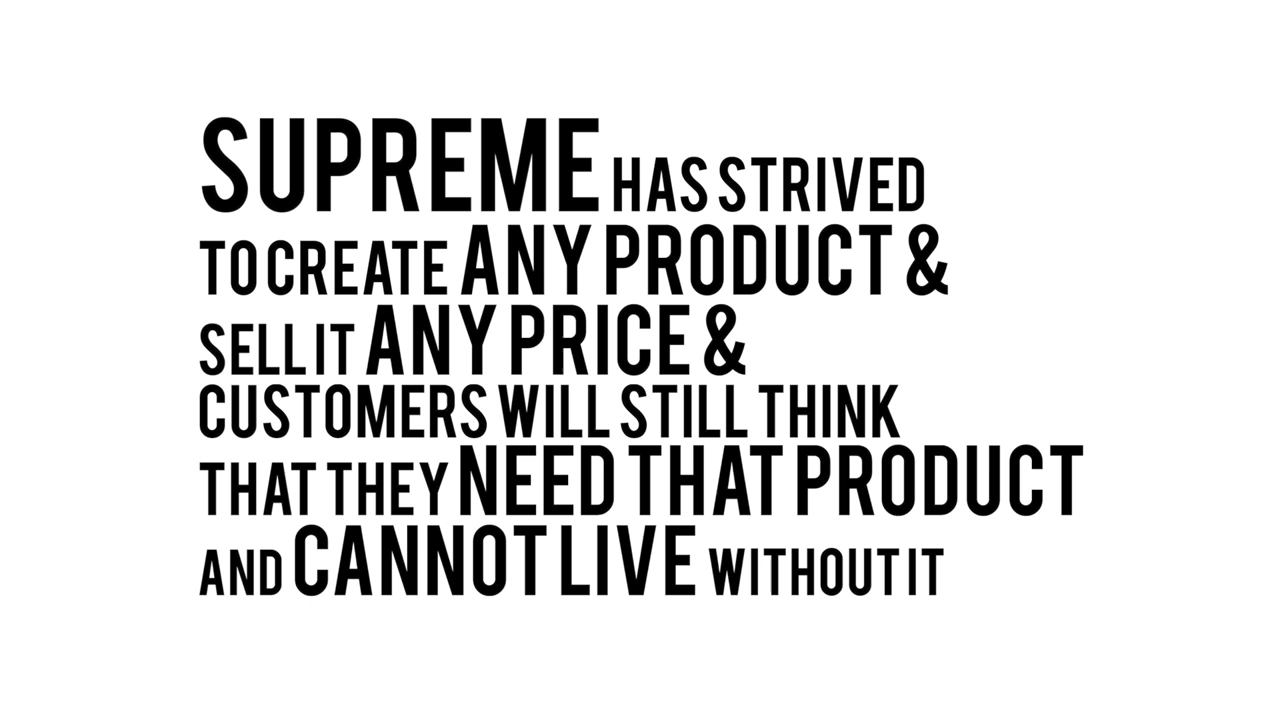 SUPREME HAS STRIVED
TO CREATE ANY PRODUCT &
SELL IT ANY PRICE &
CUSTOMERS WILL STILL THINK
THAT THEY NEED THAT PRODUCT
AND CANNOT LIVE WITHOUT IT